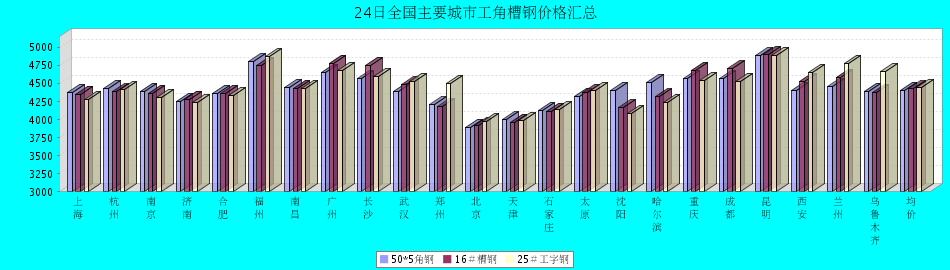 24日全国主要城市工角槽钢价格汇总
5000
4750
4500
4250
4000
3750
3500
3250
3000
上海
杭州
南京
济南
合肥
福州
南昌
广州
长沙
武汉
郑州
北京
天津
石家庄
太原
沈阳
哈尔滨
重庆
成都
昆明
西安
兰州
乌鲁木齐
均价
50*5角钢 16#槽钢 25#工字钢